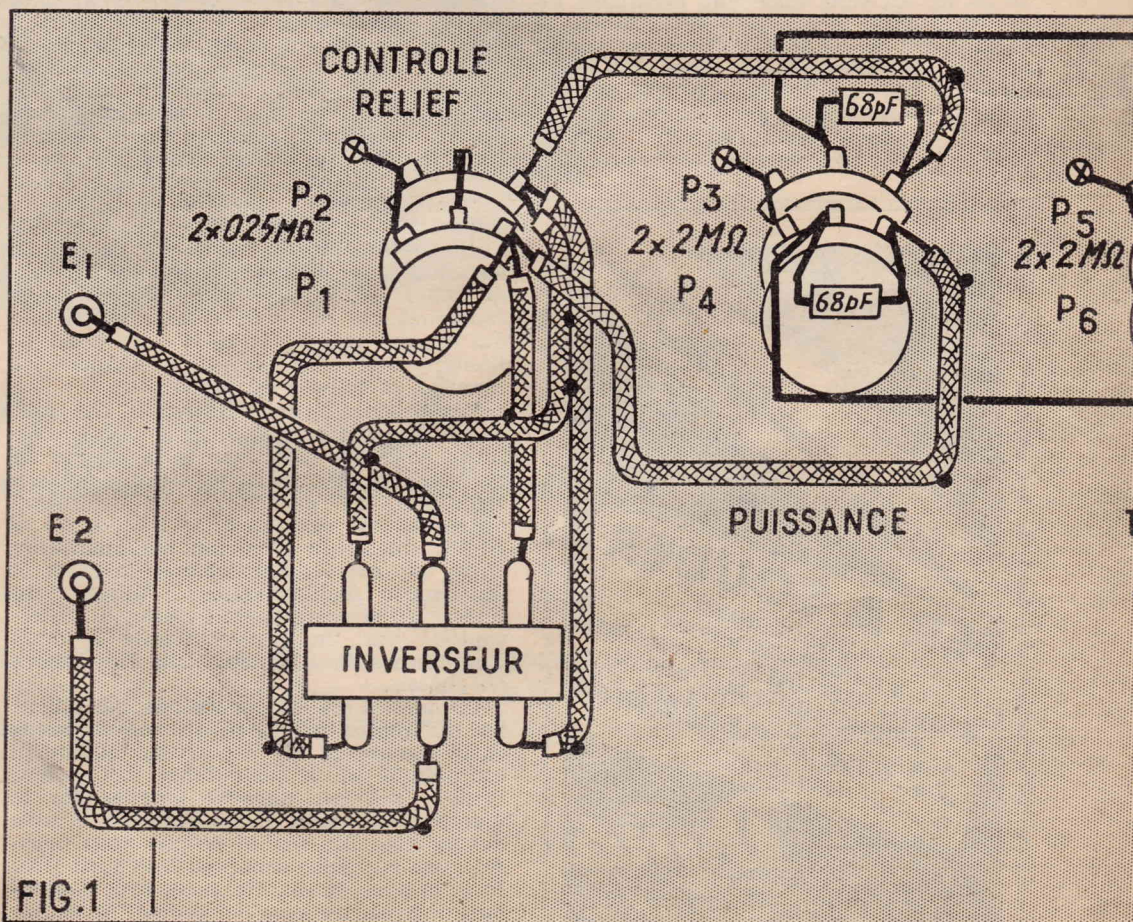 CONTROLE
RELIEF
68pF
P2
2x025MΩ
P1
P3
2x2MΩ
P4
68pF
P5
2x2MΩ
P6
E1
E2
PUISSANCE
T
INVERSEUR
FIG.1